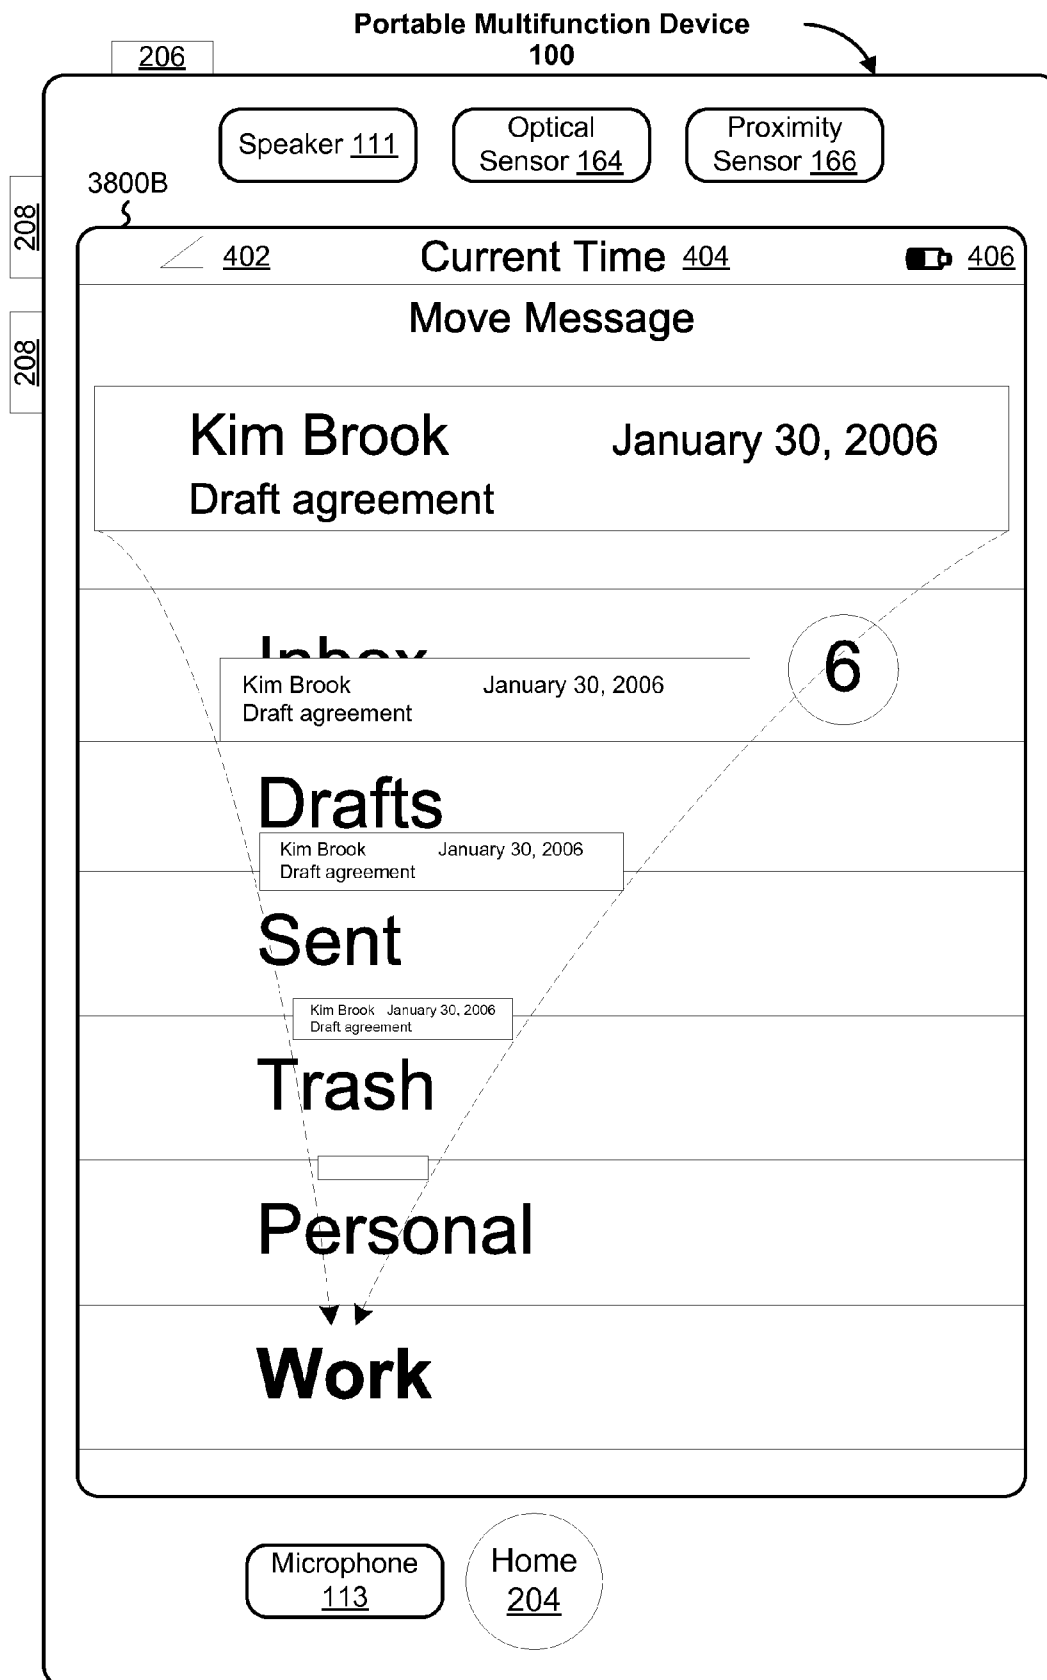 Portable Multifunction Device
100
206
Speaker 111
Optical
Sensor 164
Proximity
Sensor 166
3800B
208
208
402
Current Time 404
406
Move Message
Kim Brook January 30, 2006
Draft agreement
Inbox
6
Kim Brook January 30, 2006
Draft agreement
Drafts
Kim Brook January 30, 2006
Draft agreement
Sent
Kim Brook January 30, 2006
Draft agreement
Trash
Personal
Work
Microphone
113
Home
204